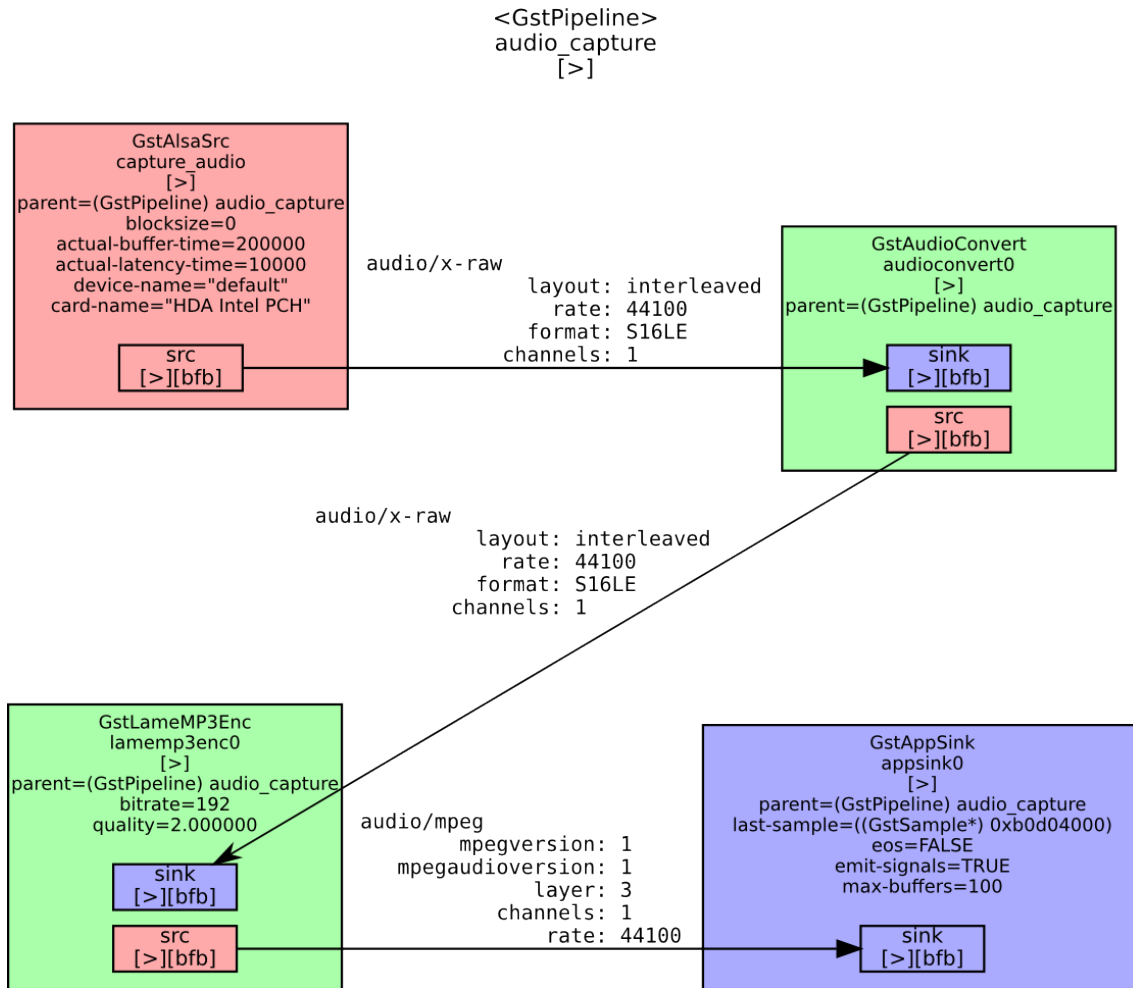 <GstPipeline>
audio_capture
[>]
GstAlsaSrc
capture_audio
[>]
parent=(GstPipeline) audio_capture
blocksize=0
actual-buffer-time=200000
actual-latency-time=10000
device-name="default"
card-name="HDA Intel PCH"
src
[>][bfb]
audio/x-raw
layout: interleaved
rate: 44100
format: S16LE
channels: 1
GstAudioConvert
audioconvert0
[>]
parent=(GstPipeline) audio_capture
sink
[>][bfb]
src
[>][bfb]
audio/x-raw
layout: interleaved
rate: 44100
format: S16LE
channels: 1
GstLameMP3Enc
lamemp3enc0
[>]
parent=(GstPipeline) audio_capture
bitrate=192
quality=2.000000
sink
[>][bfb]
src
[>][bfb]
audio/mpeg
mpegversion: 1
mpegaudioversion: 1
layer: 3
channels: 1
rate: 44100
GstAppSink
appsink0
[>]
parent=(GstPipeline) audio_capture
last-sample=((GstSample*) 0xb0d04000)
eos=FALSE
emit-signals=TRUE
max-buffers=100
sink
[>][bfb]